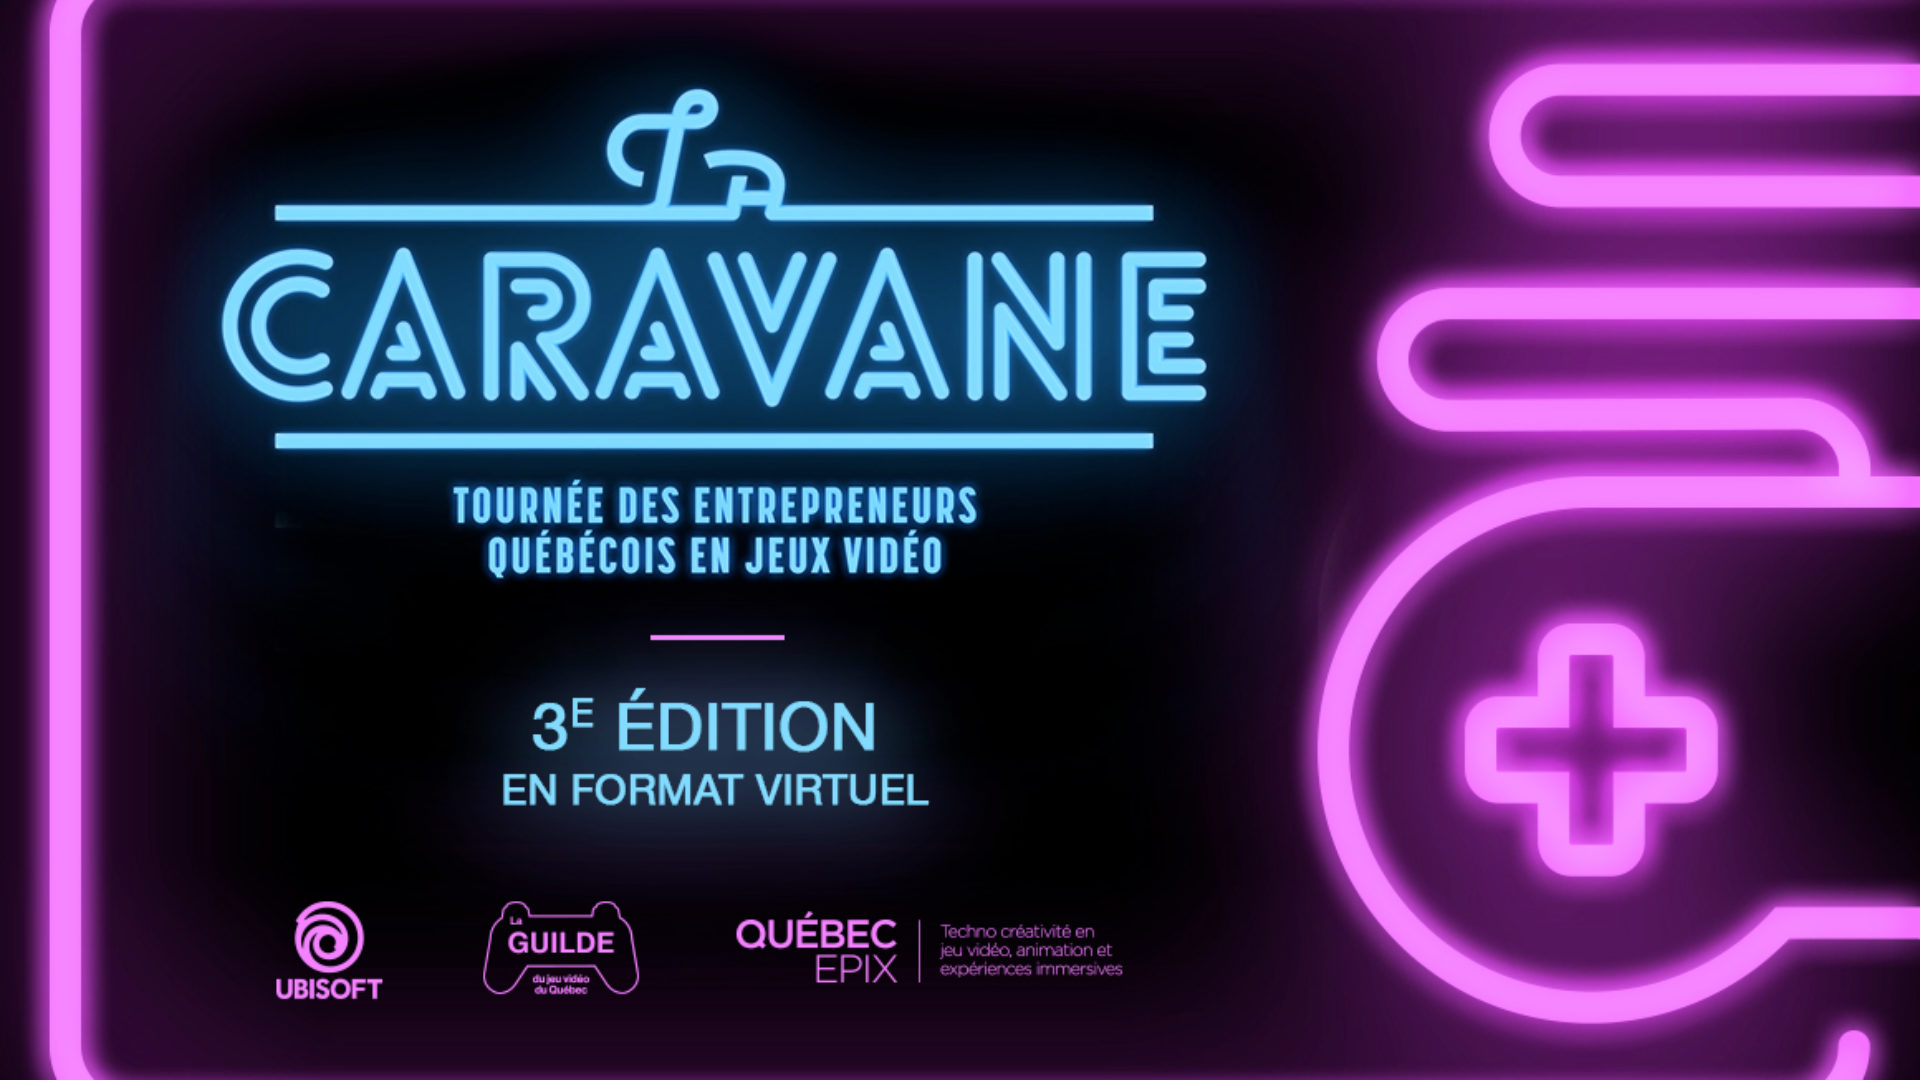 La
CARAVANE
TOURNÉE DES ENTREPRENEURS
QUÉBÉCOIS EN JEUX VIDÉO
3E ÉDITION
EN FORMAT VIRTUEL
UBISOFT
La
GUILDE
du jeu vidéo
du Québec
QUÉBEC
EPIX
Techno créativité en
jeu vidéo, animation et
expériences immersives